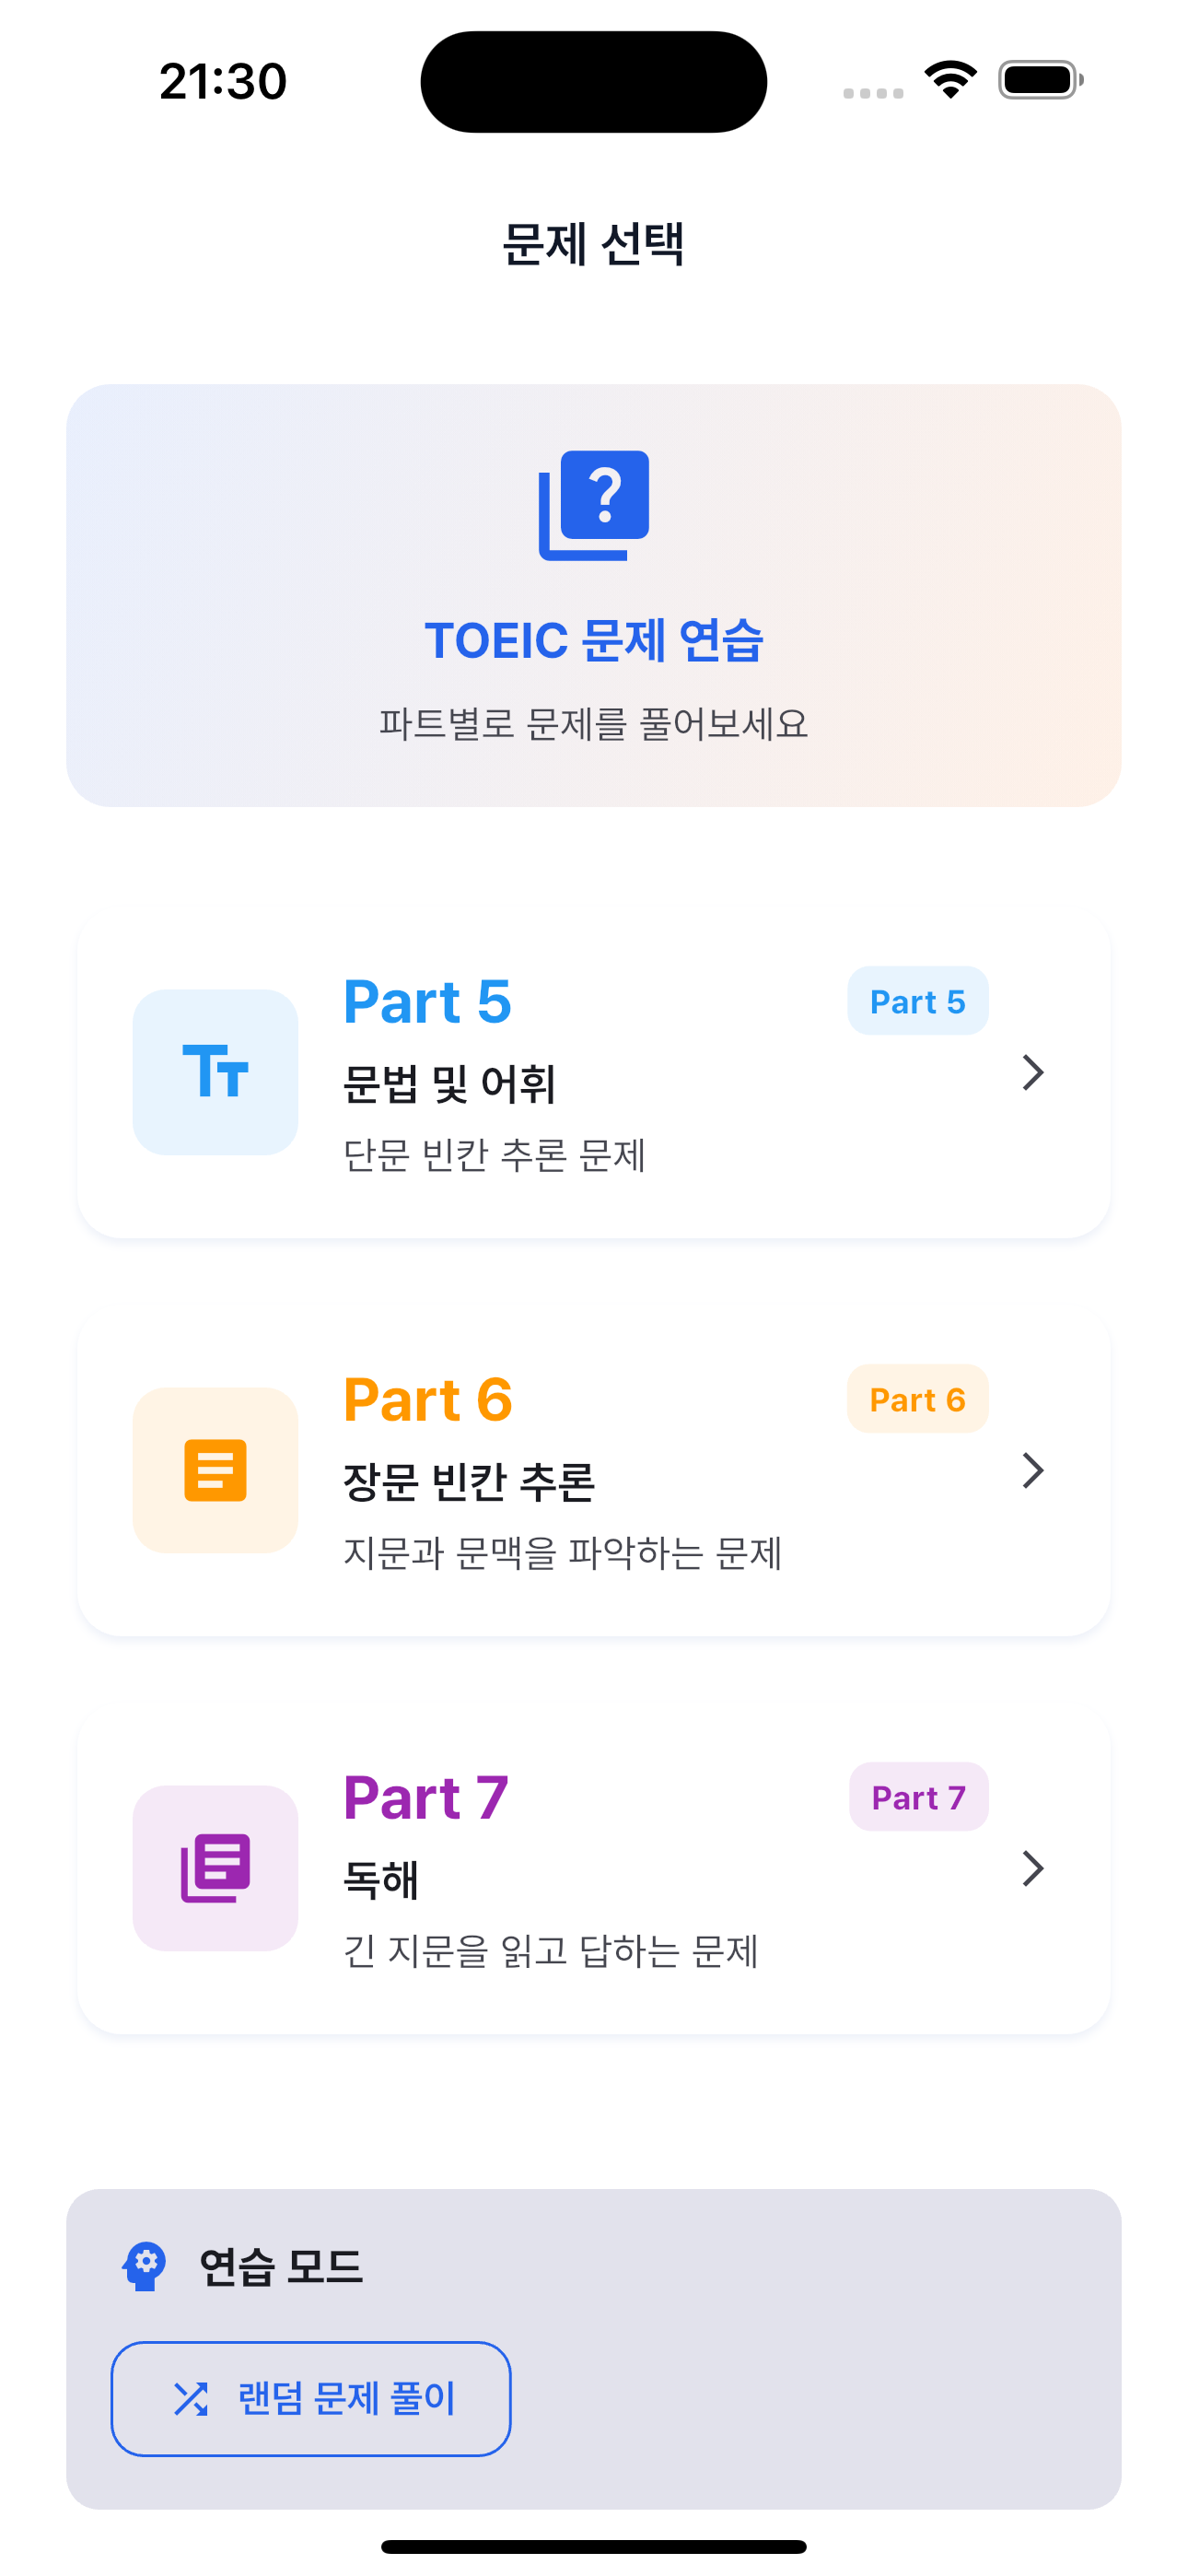 21:30
문제 선택
?
TOEIC 문제 연습
파트별로 문제를 풀어보세요
Part 5
Part 5
문법 및 어휘
단문 빈칸 추론 문제
Part 6
Part 6
장문 빈칸 추론
지문과 문맥을 파악하는 문제
Part 7
Part 7
독해
긴 지문을 읽고 답하는 문제
연습 모드
랜덤 문제 풀이